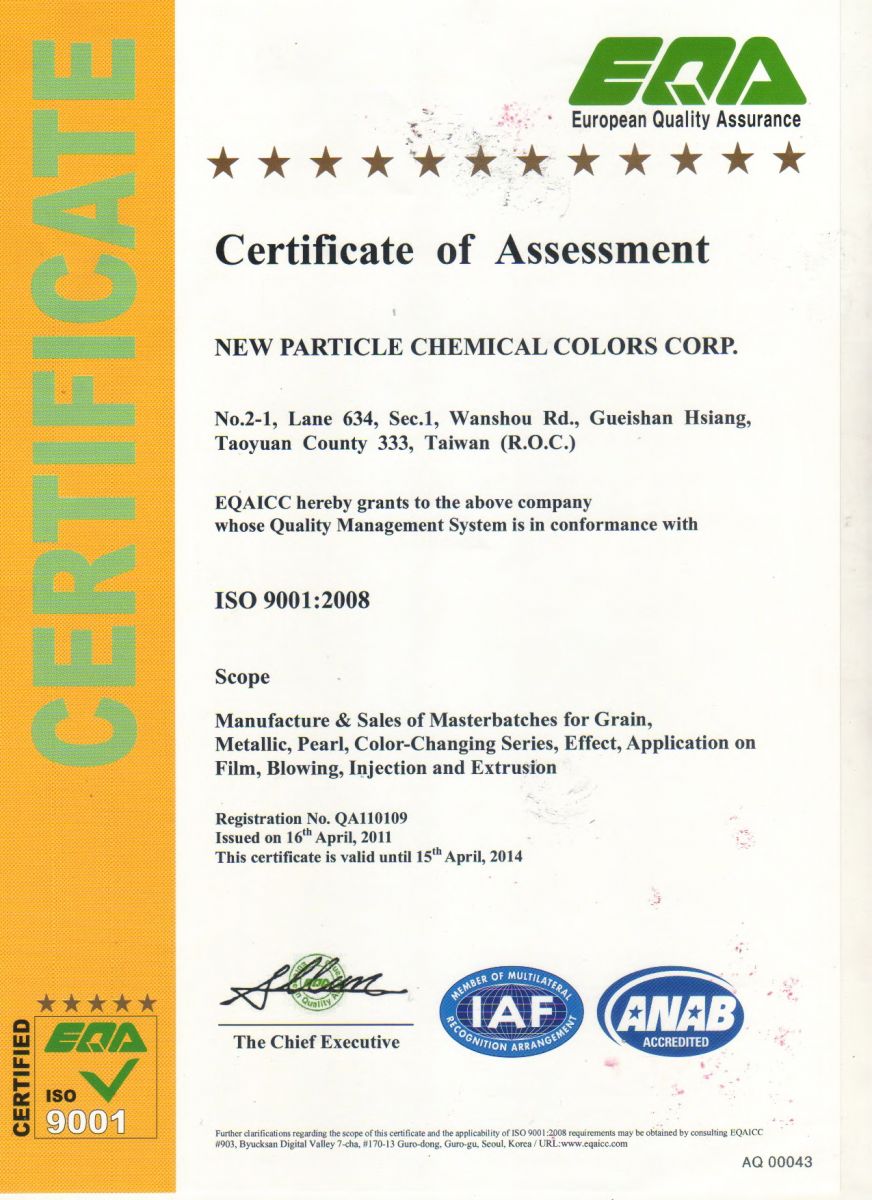 CERTIFICATE
EQA
European Quality Assurance
Certificate of Assessment
NEW PARTICLE CHEMICAL COLORS CORP.
No.2-1, Lane 634, Sec.1, Wanshou Rd., Gueishan Hsiang,
Taoyuan County 333, Taiwan (R.O.C.)
EQAICC hereby grants to the above company
whose Quality Management System is in conformance with
ISO 9001:2008
Scope
Manufacture & Sales of Masterbatches for Grain,
Metallic, Pearl, Color-Changing Series, Effect, Application on
Film, Blowing, Injection and Extrusion
Registration No. QA110109
Issued on 16th April, 2011
This certificate is valid until 15th April, 2014
The Chief Executive
MEMBER OF MULTILATERAL
IAF
RECOGNITION ARRANGEMENT
ANAB
ACCREDITED
CERTIFIED
EQA
ISO
9001
Further clarifications regarding the scope of this certificate and the applicability of ISO 9001:2008 requirements may be obtained by consulting EQAICC
#903, Byucksan Digital Valley 7-cha, #170-13 Guro-dong, Guro-gu, Seoul, Korea / URL:www.eqaicc.com
AQ 00043